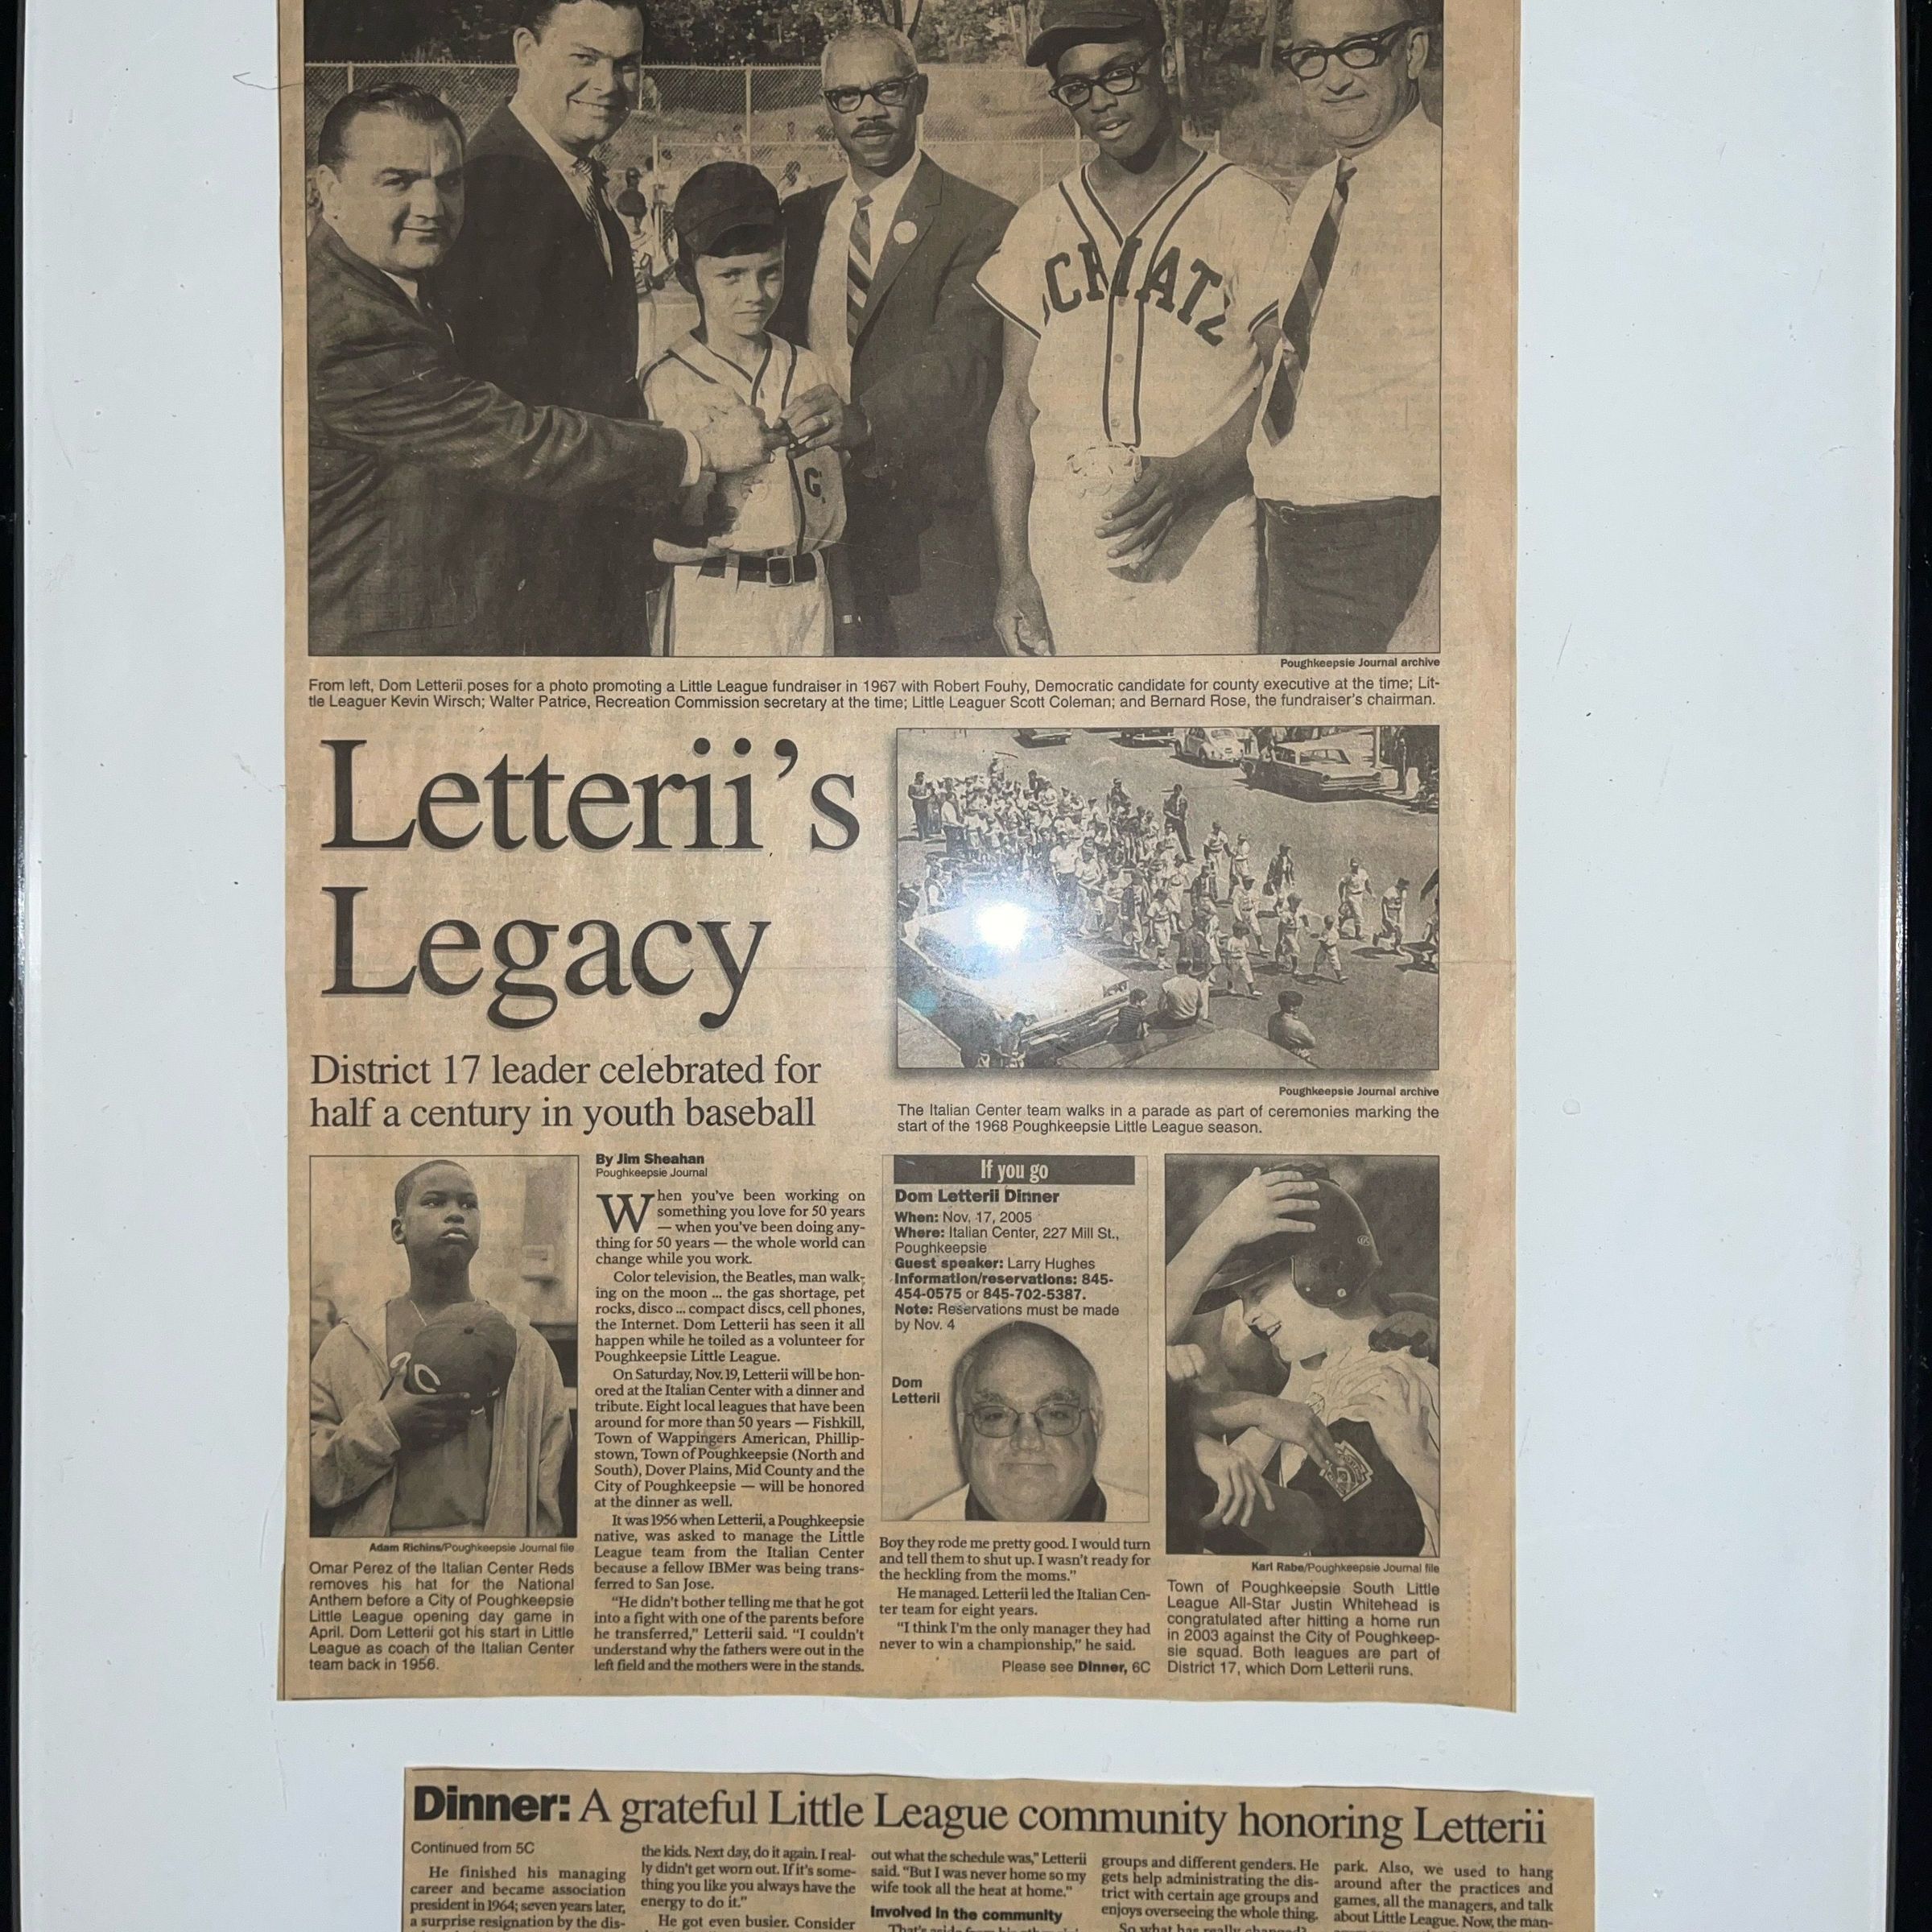 CHIATZ
C
Poughkeepsie Journal archive
From left, Dom Letterii poses for a photo promoting a Little League fundraiser in 1967 with Robert Fouhy, Democratic candidate for county executive at the time; Lit-
tle Leaguer Kevin Wirsch; Walter Patrice, Recreation Commission secretary at the time; Little Leaguer Scott Coleman; and Bernard Rose, the fundraiser's chairman.
Letterii's
Legacy
District 17 leader celebrated for
half a century in youth baseball
Poughkeepsie Journal archive
The Italian Center team walks in a parade as part of ceremonies marking the
start of the 1968 Poughkeepsie Little League season.
Adam Richins/Poughkeepsie Journal file
Omar Perez of the Italian Center Reds
removes his hat for the National
Anthem before a City of Poughkeepsie
Little League opening day game in
April. Dom Letterii got his start in Little
League as coach of the Italian Center
team back in 1956.
By Jim Sheahan
Poughkeepsie Journal
When you've been working on
something you love for 50 years
— when you've been doing any-
thing for 50 years — the whole world can
change while you work.
Color television, the Beatles, man walk-
ing on the moon ... the gas shortage, pet
rocks, disco ... compact discs, cell phones,
the Internet. Dom Letterii has seen it all
happen while he toiled as a volunteer for
Poughkeepsie Little League.
On Saturday, Nov. 19, Letterii will be hon-
ored at the Italian Center with a dinner and
tribute. Eight local leagues that have been
around for more than 50 years — Fishkill,
Town of Wappingers American, Phillip-
stown, Town of Poughkeepsie (North and
South), Dover Plains, Mid County and the
City of Poughkeepsie — will be honored
at the dinner as well.
It was 1956 when Letterii, a Poughkeepsie
native, was asked to manage the Little
League team from the Italian Center
because a fellow IBMer was being trans-
ferred to San Jose.
"He didn't bother telling me that he got
into a fight with one of the parents before
he transferred," Letterii said. "I couldn't
understand why the fathers were out in the
left field and the mothers were in the stands.
If you go
Dom Letterii Dinner
When: Nov. 17, 2005
Where: Italian Center, 227 Mill St.,
Poughkeepsie
Guest speaker: Larry Hughes
Information/reservations: 845-
454-0575 or 845-702-5387.
Note: Reservations must be made
by Nov. 4
Dom
Letterii
Boy they rode me pretty good. I would turn
and tell them to shut up. I wasn't ready for
the heckling from the moms."
He managed. Letterii led the Italian Cen-
ter team for eight years.
"I think I'm the only manager they had
never to win a championship," he said.
Please see Dinner, 6C
Karl Rabe/Poughkeepsie Journal file
Town of Poughkeepsie South Little
League All-Star Justin Whitehead is
congratulated after hitting a home run
in 2003 against the City of Poughkeep-
sie squad. Both leagues are part of
District 17, which Dom Letterii runs.
Dinner: A grateful Little League community honoring Letterii
Continued from 5C
He finished his managing
career and became association
president in 1964; seven years later,
a surprise resignation by the dis-
the kids. Next day, do it again. I real-
ly didn't get worn out. If it's some-
thing you like you always have the
energy to do it."
He got even busier. Consider
out what the schedule was," Letterii
said. "But I was never home so my
wife took all the heat at home."
Involved in the community
groups and different genders. He
gets help administrating the dis-
trict with certain age groups and
enjoys overseeing the whole thing.
So what has really changed?
park. Also, we used to hang
around after the practices and
games, all the managers, and talk
about Little League. Now, the man-